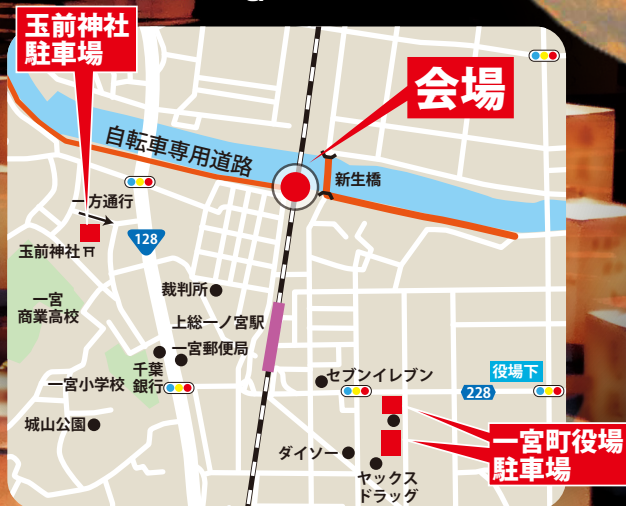 玉前神社
駐車場
会場
自転車専用道路
新生橋
一方通行
128
玉前神社
一宮
商業高校
裁判所
上総一ノ宮駅
一宮郵便局
千葉
銀行
一宮小学校
城山公園
セブンイレブン
役場下
228
一宮町役場
駐車場
ダイソー
ヤックス
ドラッグ